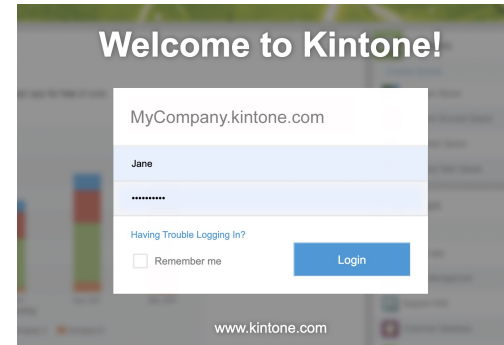 Welcome to Kintone!
MyCompany.kintone.com
Jane
••••••••••
Having Trouble Logging In?
Remember me
Login
www.kintone.com